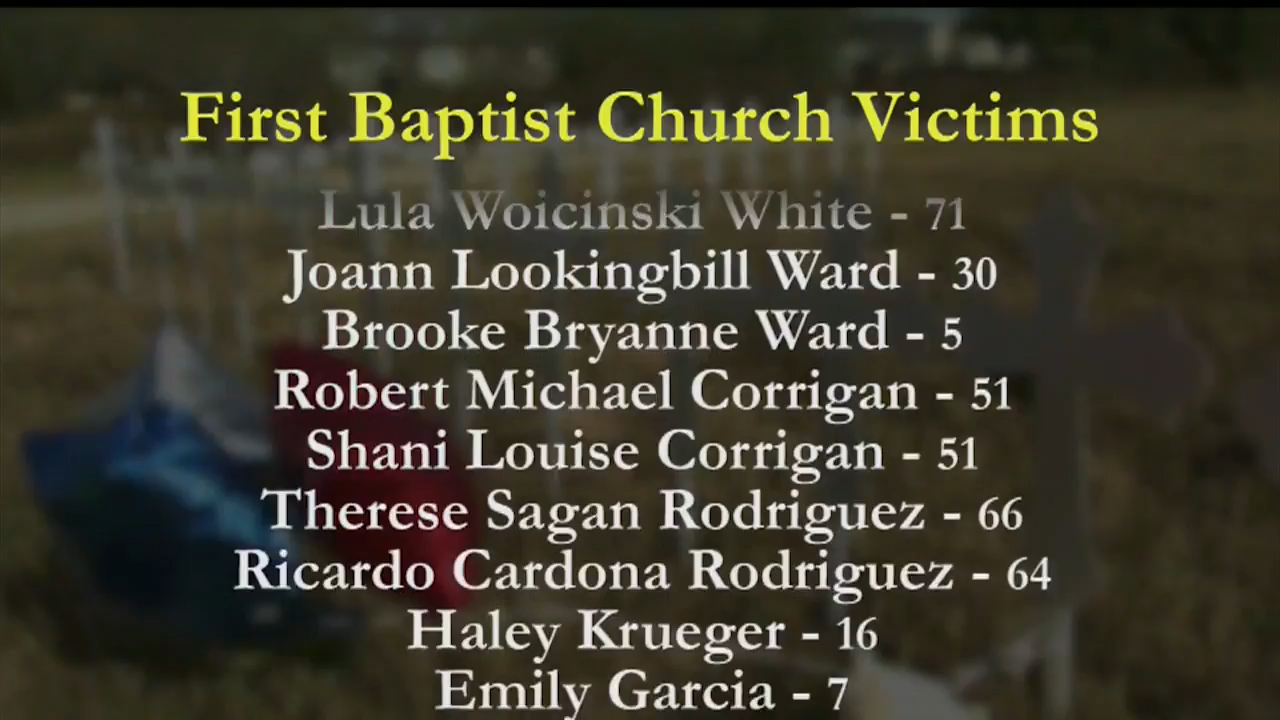 First Baptist Church Victims
Lula Woicinski White - 71
Joann Lookingbill Ward - 30
Brooke Bryanne Ward - 5
Robert Michael Corrigan - 51
Shani Louise Corrigan - 51
Therese Sagan Rodriguez - 66
Ricardo Cardona Rodriguez - 64
Haley Krueger - 16
Emily Garcia - 7